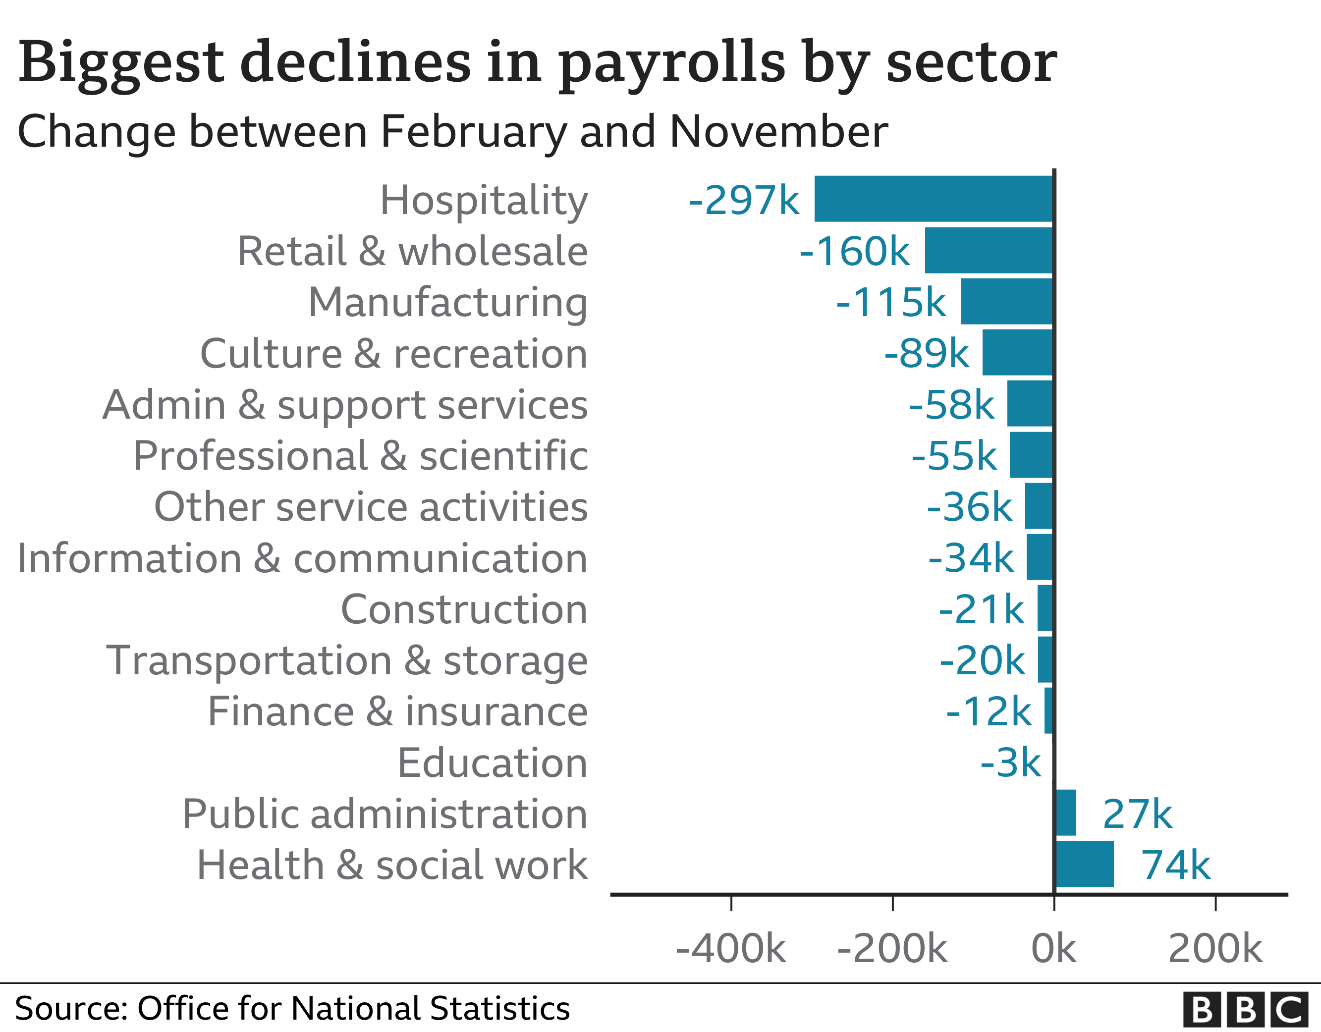 Biggest declines in payrolls by sector
Change between February and November
Hospitality -297k
Retail & wholesale -160k
Manufacturing -115k
Culture & recreation -89k
Admin & support services -58k
Professional & scientific -55k
Other service activities -36k
Information & communication -34k
Construction -21k
Transportation & storage -20k
Finance & insurance -12k
Education -3k
Public administration 27k
Health & social work 74k
-400k -200k 0k 200k
Source: Office for National Statistics BBC